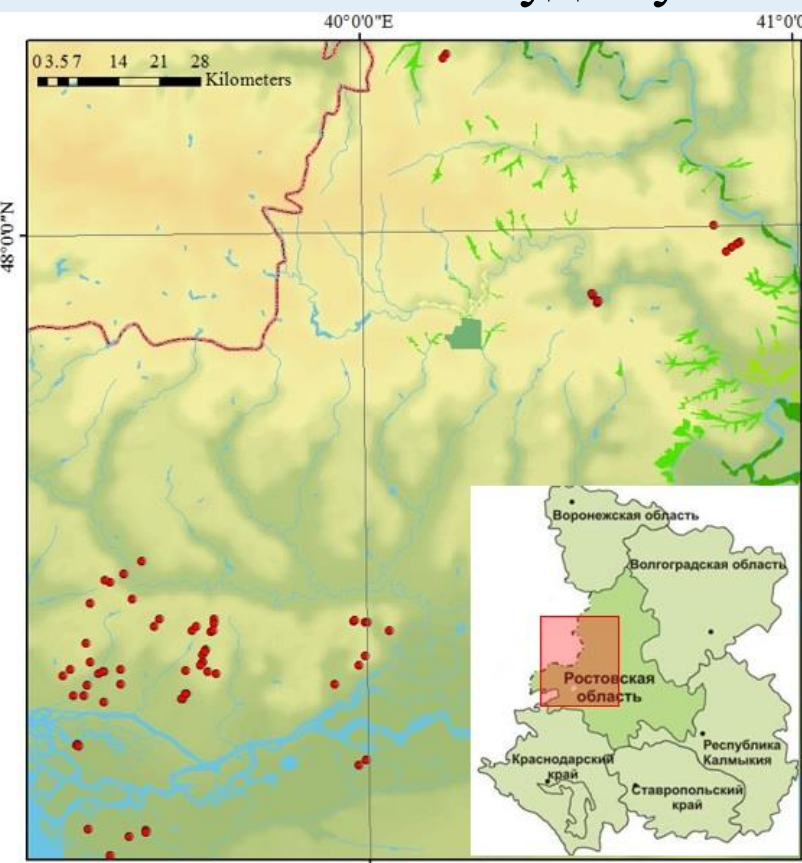 40°0'0"E
41°0'0
0 3.5 7 14 21 28
Kilometers
48°0'0"N
Воронежская область
Волгоградская область
Ростовская
область
Республика
Калмыкия
Краснодарский
край
Ставропольский
край